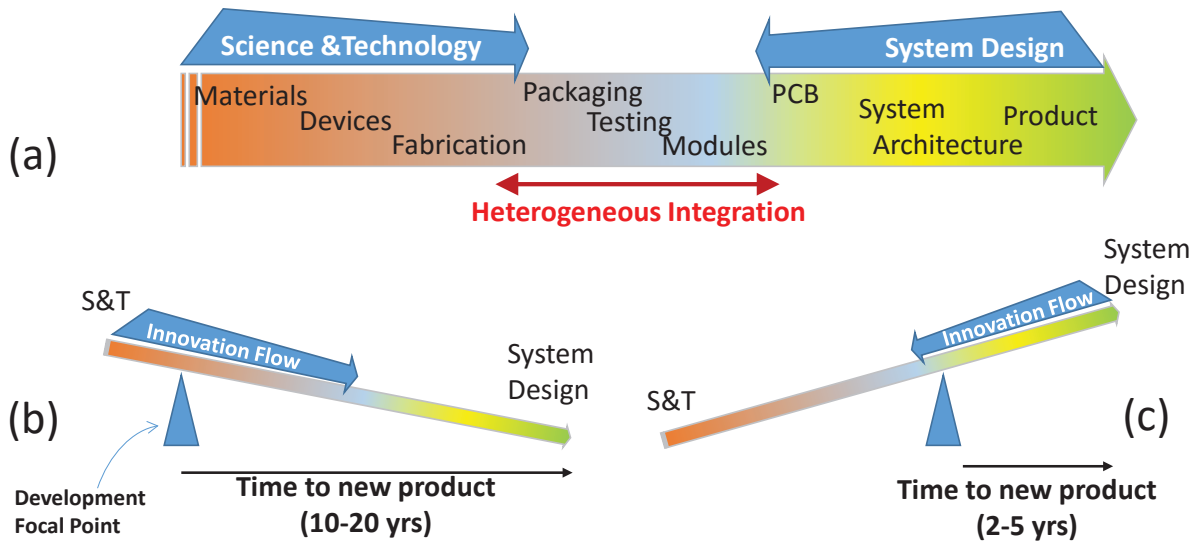 Science &Technology
System Design
Materials
Devices
Fabrication
Packaging
Testing
Modules
PCB
System
Architecture
Product
(a)
Heterogeneous Integration
S&T
Innovation Flow
System
Design
(b)
Development
Focal Point
Time to new product
(10-20 yrs)
System
Design
Innovation Flow
S&T
(c)
Time to new product
(2-5 yrs)